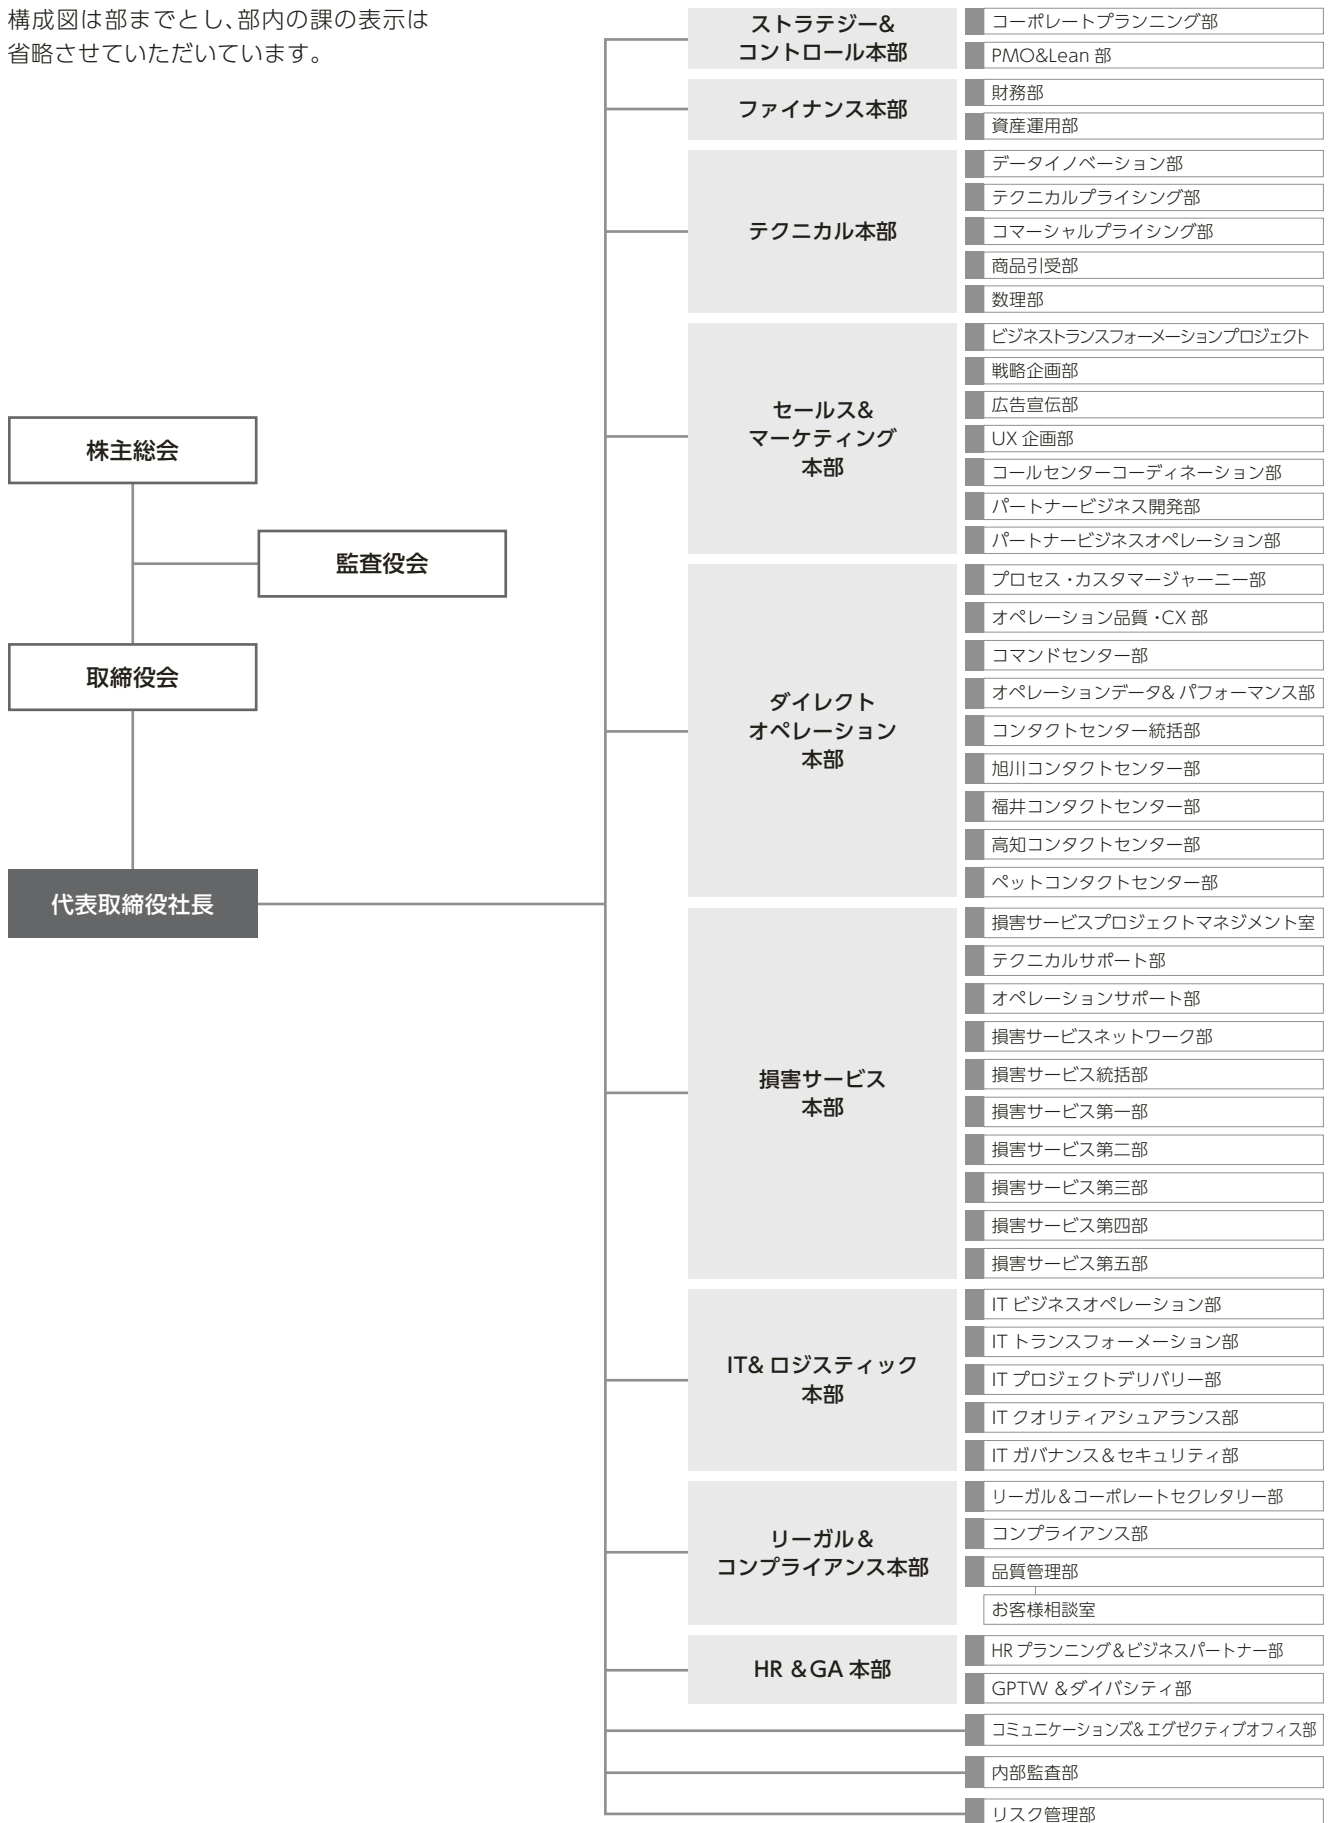 構成図は部までとし、部内の課の表示は
省略させていただいています。
株主総会
監査役会
取締役会
代表取締役社長
ストラテジー&
コントロール本部
コーポレートプランニング部
PMO&Lean 部
ファイナンス本部
財務部
資産運用部
テクニカル本部
データイノベーション部
テクニカルプライシング部
コマーシャルプライシング部
商品引受部
数理部
セールス&
マーケティング
本部
ビジネストランスフォーメーションプロジェクト
戦略企画部
広告宣伝部
UX 企画部
コールセンターコーディネーション部
パートナービジネス開発部
パートナービジネスオペレーション部
ダイレクト
オペレーション
本部
プロセス・カスタマージャーニー部
オペレーション品質・CX 部
コマンドセンター部
オペレーションデータ& パフォーマンス部
コンタクトセンター統括部
旭川コンタクトセンター部
福井コンタクトセンター部
高知コンタクトセンター部
ペットコンタクトセンター部
損害サービス
本部
損害サービスプロジェクトマネジメント室
テクニカルサポート部
オペレーションサポート部
損害サービスネットワーク部
損害サービス統括部
損害サービス第一部
損害サービス第二部
損害サービス第三部
損害サービス第四部
損害サービス第五部
IT& ロジスティック
本部
IT ビジネスオペレーション部
IT トランスフォーメーション部
IT プロジェクトデリバリー部
IT クオリティアシュアランス部
IT ガバナンス&セキュリティ部
リーガル&
コンプライアンス本部
リーガル&コーポレートセクレタリー部
コンプライアンス部
品質管理部
お客様相談室
HR &GA 本部
HR プランニング&ビジネスパートナー部
GPTW &ダイバシティ部
コミュニケーションズ& エグゼクティブオフィス部
内部監査部
リスク管理部